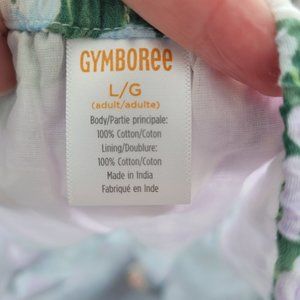 GYMBOREE
L/G
(adult/adulte)
Body/Partie principale:
100% Cotton/Coton
Lining/Doublure:
100% Cotton/Coton
Made in India
Fabriqué en Inde